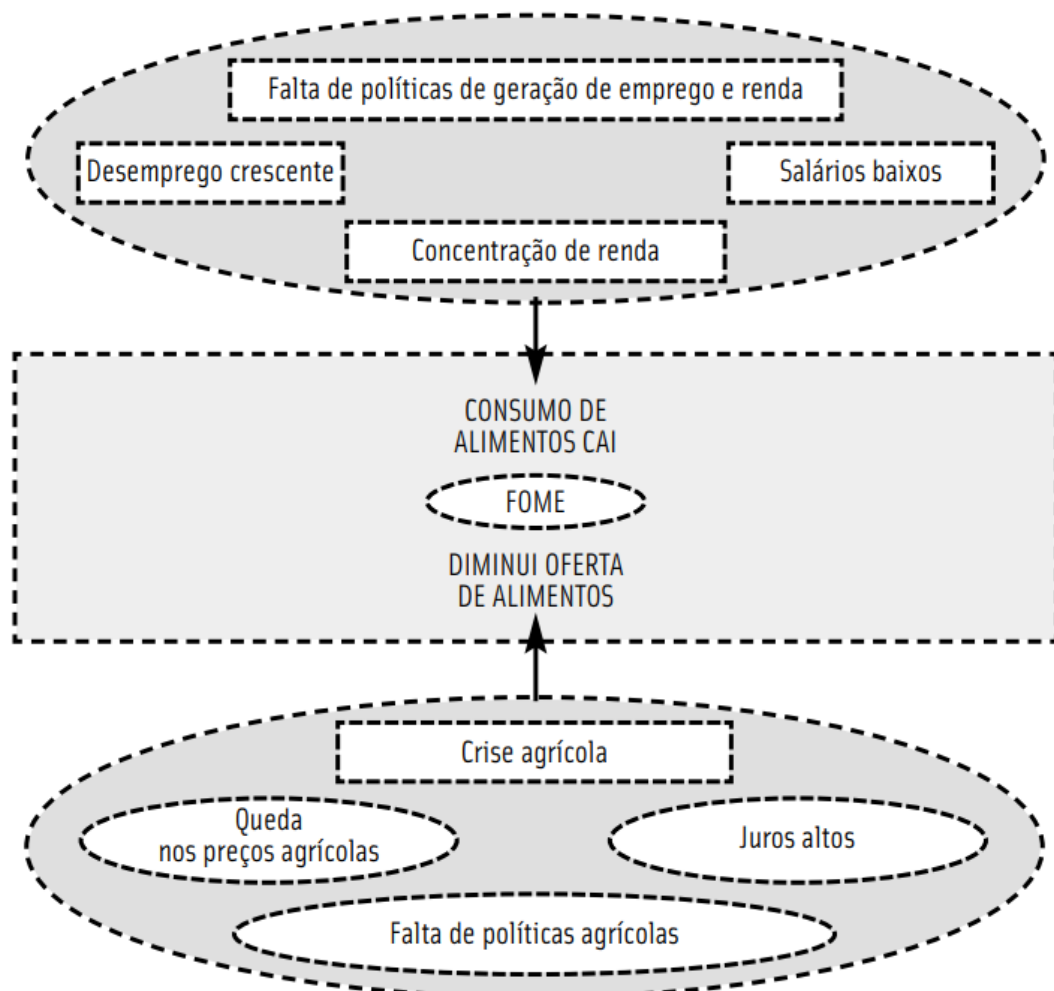 Falta de políticas de geração de emprego e renda
Desemprego crescente
Salários baixos
Concentração de renda
CONSUMO DE
ALIMENTOS CAI
FOME
DIMINUI OFERTA
DE ALIMENTOS
Crise agrícola
Queda
nos preços agrícolas
Juros altos
Falta de políticas agrícolas